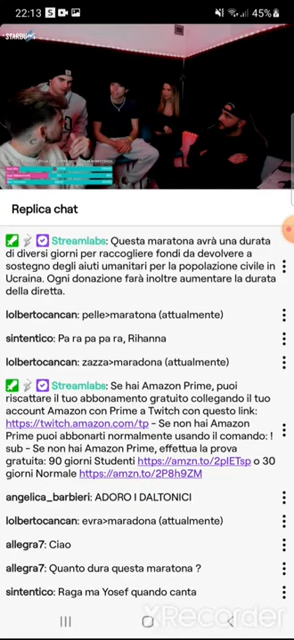 22:13 S 45%
STARDUST
Replica chat
Streamlabs: Questa maratona avrà una durata
di diversi giorni per raccogliere fondi da devolvere a
sostegno degli aiuti umanitari per la popolazione civile in
Ucraina. Ogni donazione farà inoltre aumentare la durata
della diretta.
lolbertocancan: pelle>maratona (attualmente)
sintentico: Pa ra pa pa ra, Rihanna
lolbertocancan: zazza>maradona (attualmente)
Streamlabs: Se hai Amazon Prime, puoi
riscattare il tuo abbonamento gratuito collegando il tuo
account Amazon con Prime a Twitch con questo link:
https://twitch.amazon.com/tp - Se non hai Amazon
Prime puoi abbonarti normalmente usando il comando: !
sub - Se non hai Amazon Prime, effettua la prova
gratuita: 90 giorni Studenti https://amzn.to/2pIETsp o 30
giorni Normale https://amzn.to/2P8h9ZM
angelica_barbieri: ADORO I DALTONICI
lolbertocancan: evra>maradona (attualmente)
allegra7: Ciao
allegra7: Quanto dura questa maratona ?
sintentico: Raga ma Yosef quando canta
XRecorder